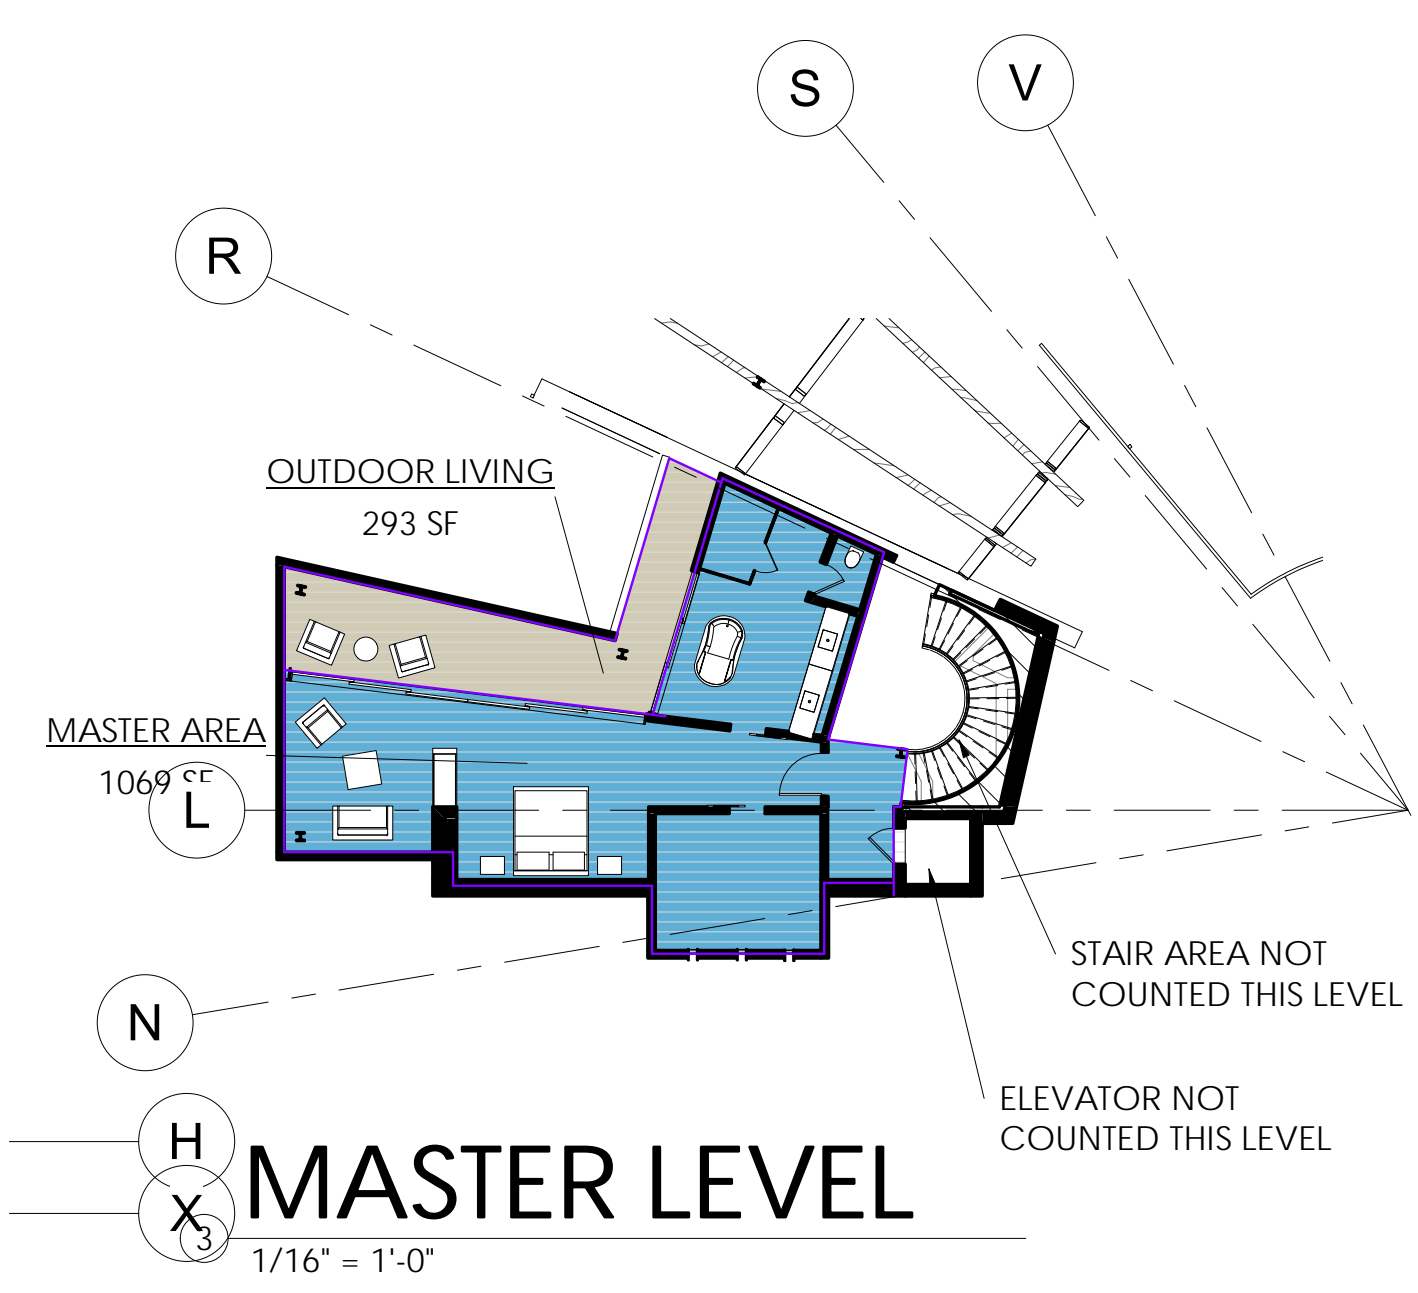 S
V
R
OUTDOOR LIVING
293 SF
MASTER AREA
1069 SF
L
N
STAIR AREA NOT
COUNTED THIS LEVEL
ELEVATOR NOT
COUNTED THIS LEVEL
H
X
3
MASTER LEVEL
1/16" = 1'-0"